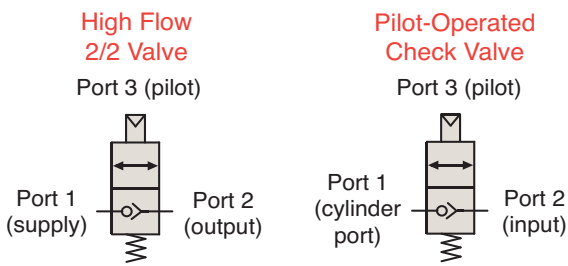 High Flow
2/2 Valve
Port 3 (pilot)
Port 1
(supply)
Port 2
(output)
Pilot-Operated
Check Valve
Port 3 (pilot)
Port 1
(cylinder
port)
Port 2
(input)